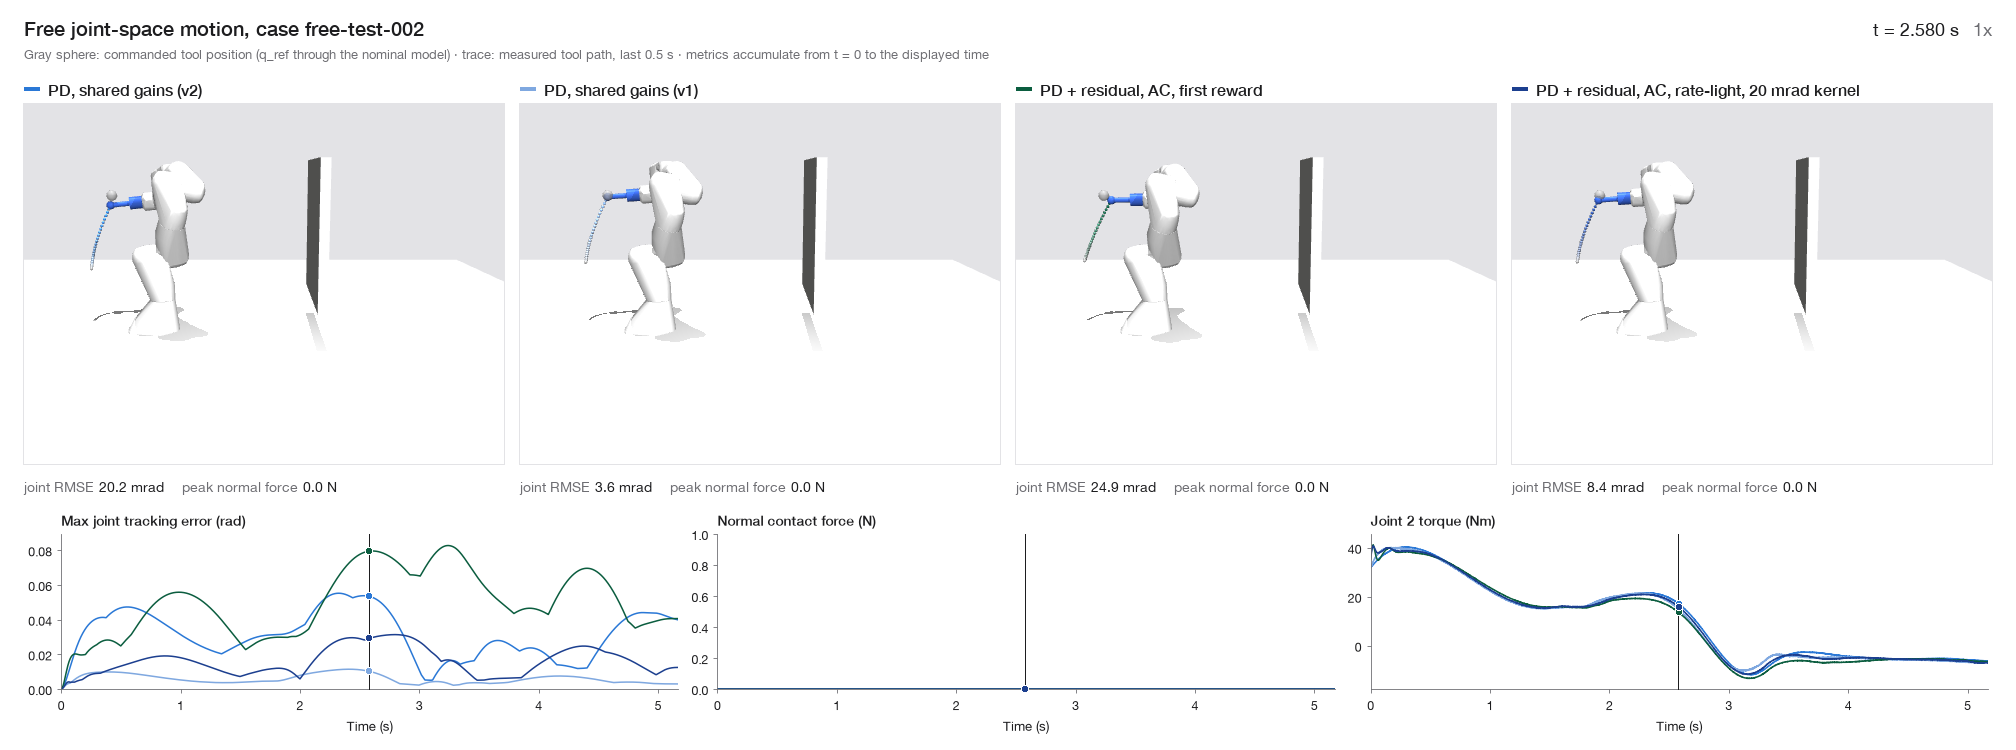 Free joint-space motion, case free-test-002
t = 2.580 s 1x
Gray sphere: commanded tool position (q_ref through the nominal model) · trace: measured tool path, last 0.5 s · metrics accumulate from t = 0 to the displayed time
PD, shared gains (v2)
PD, shared gains (v1)
PD + residual, AC, first reward
PD + residual, AC, rate-light, 20 mrad kernel
joint RMSE 20.2 mrad peak normal force 0.0 N
joint RMSE 3.6 mrad peak normal force 0.0 N
joint RMSE 24.9 mrad peak normal force 0.0 N
joint RMSE 8.4 mrad peak normal force 0.0 N
Max joint tracking error (rad)
0.08
0.06
0.04
0.02
0.00
0 1 2 3 4 5
Time (s)
Normal contact force (N)
1.0
0.8
0.6
0.4
0.2
0.0
0 1 2 3 4 5
Time (s)
Joint 2 torque (Nm)
40
20
0
0 1 2 3 4 5
Time (s)